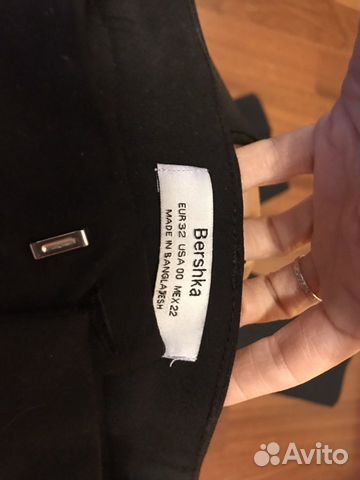 Bershka
EUR 32 USA 00 MEX 22
MADE IN BANGLADESH
Avito